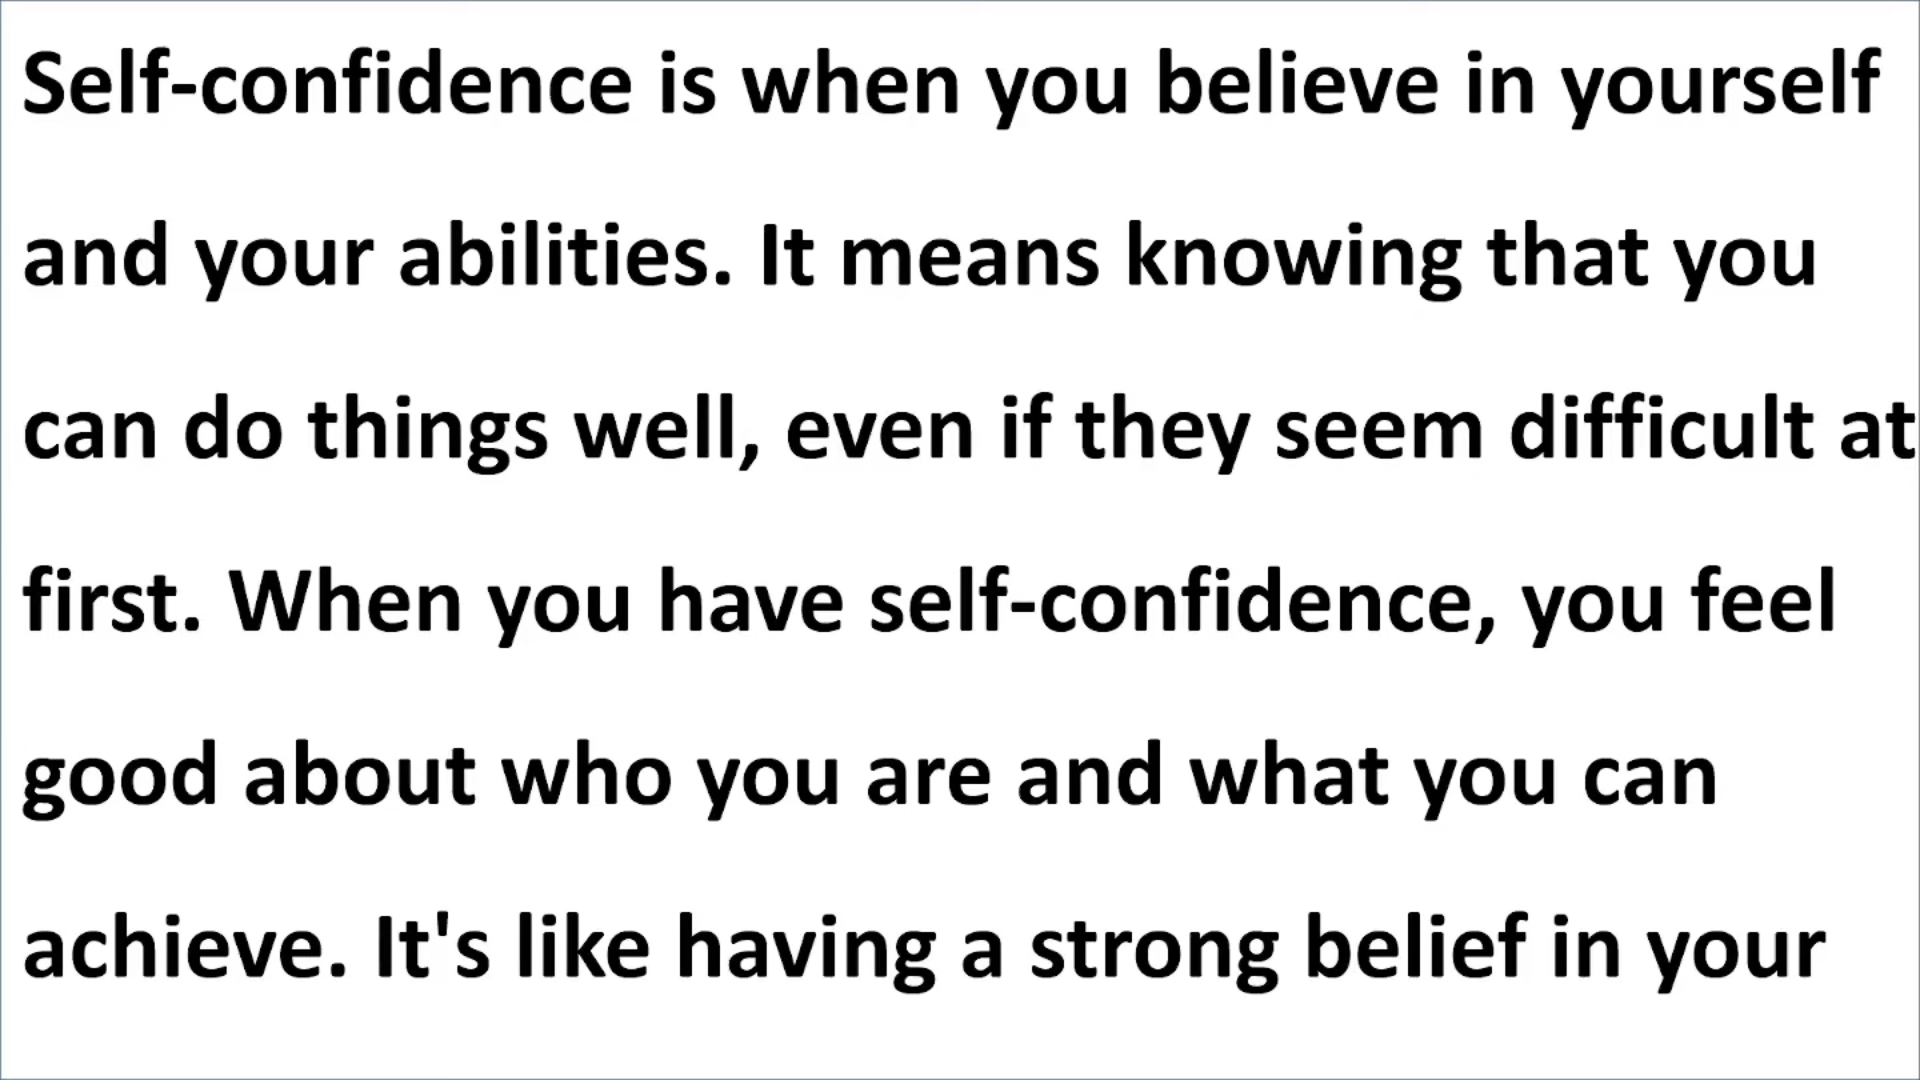 Self-confidence is when you believe in yourself
and your abilities. It means knowing that you
can do things well, even if they seem difficult at
first. When you have self-confidence, you feel
good about who you are and what you can
achieve. It's like having a strong belief in your